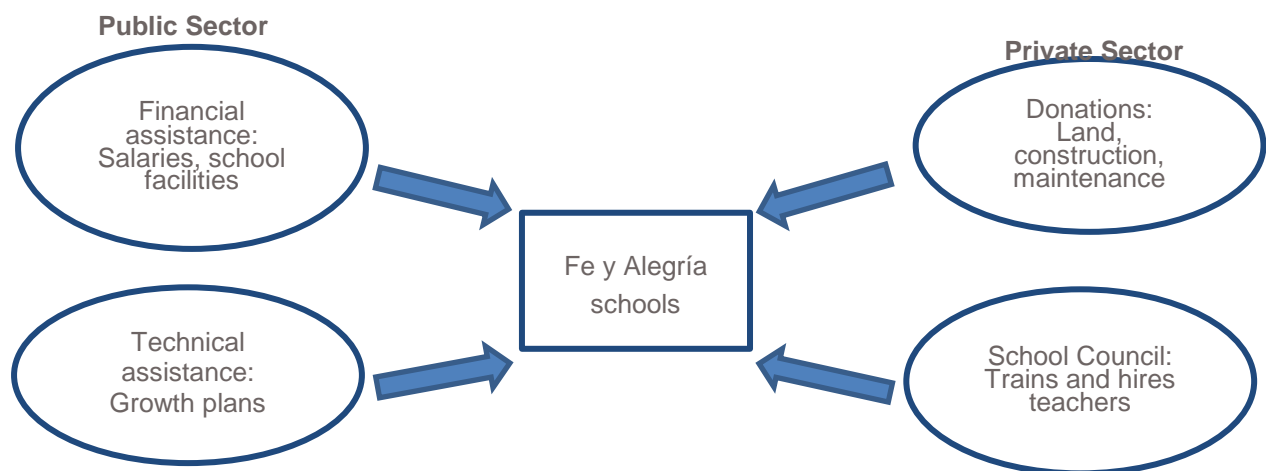 Public Sector
Financial
assistance:
Salaries, school
facilities
Private Sector
Donations:
Land,
construction,
maintenance
Fe y Alegría
schools
Technical
assistance:
Growth plans
School Council:
Trains and hires
teachers